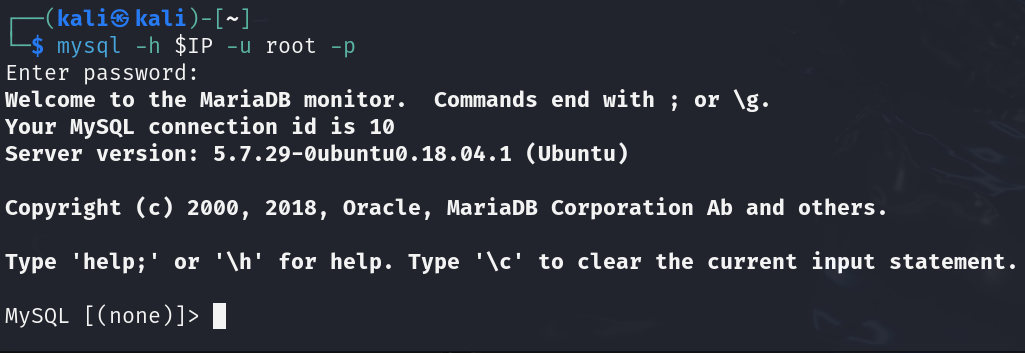 ┌──(kali㉿kali)-[~]
└─$ mysql -h $IP -u root -p
Enter password:
Welcome to the MariaDB monitor.  Commands end with ; or \g.
Your MySQL connection id is 10
Server version: 5.7.29-0ubuntu0.18.04.1 (Ubuntu)

Copyright (c) 2000, 2018, Oracle, MariaDB Corporation Ab and others.

Type 'help;' or '\h' for help. Type '\c' to clear the current input statement.

MySQL [(none)]>